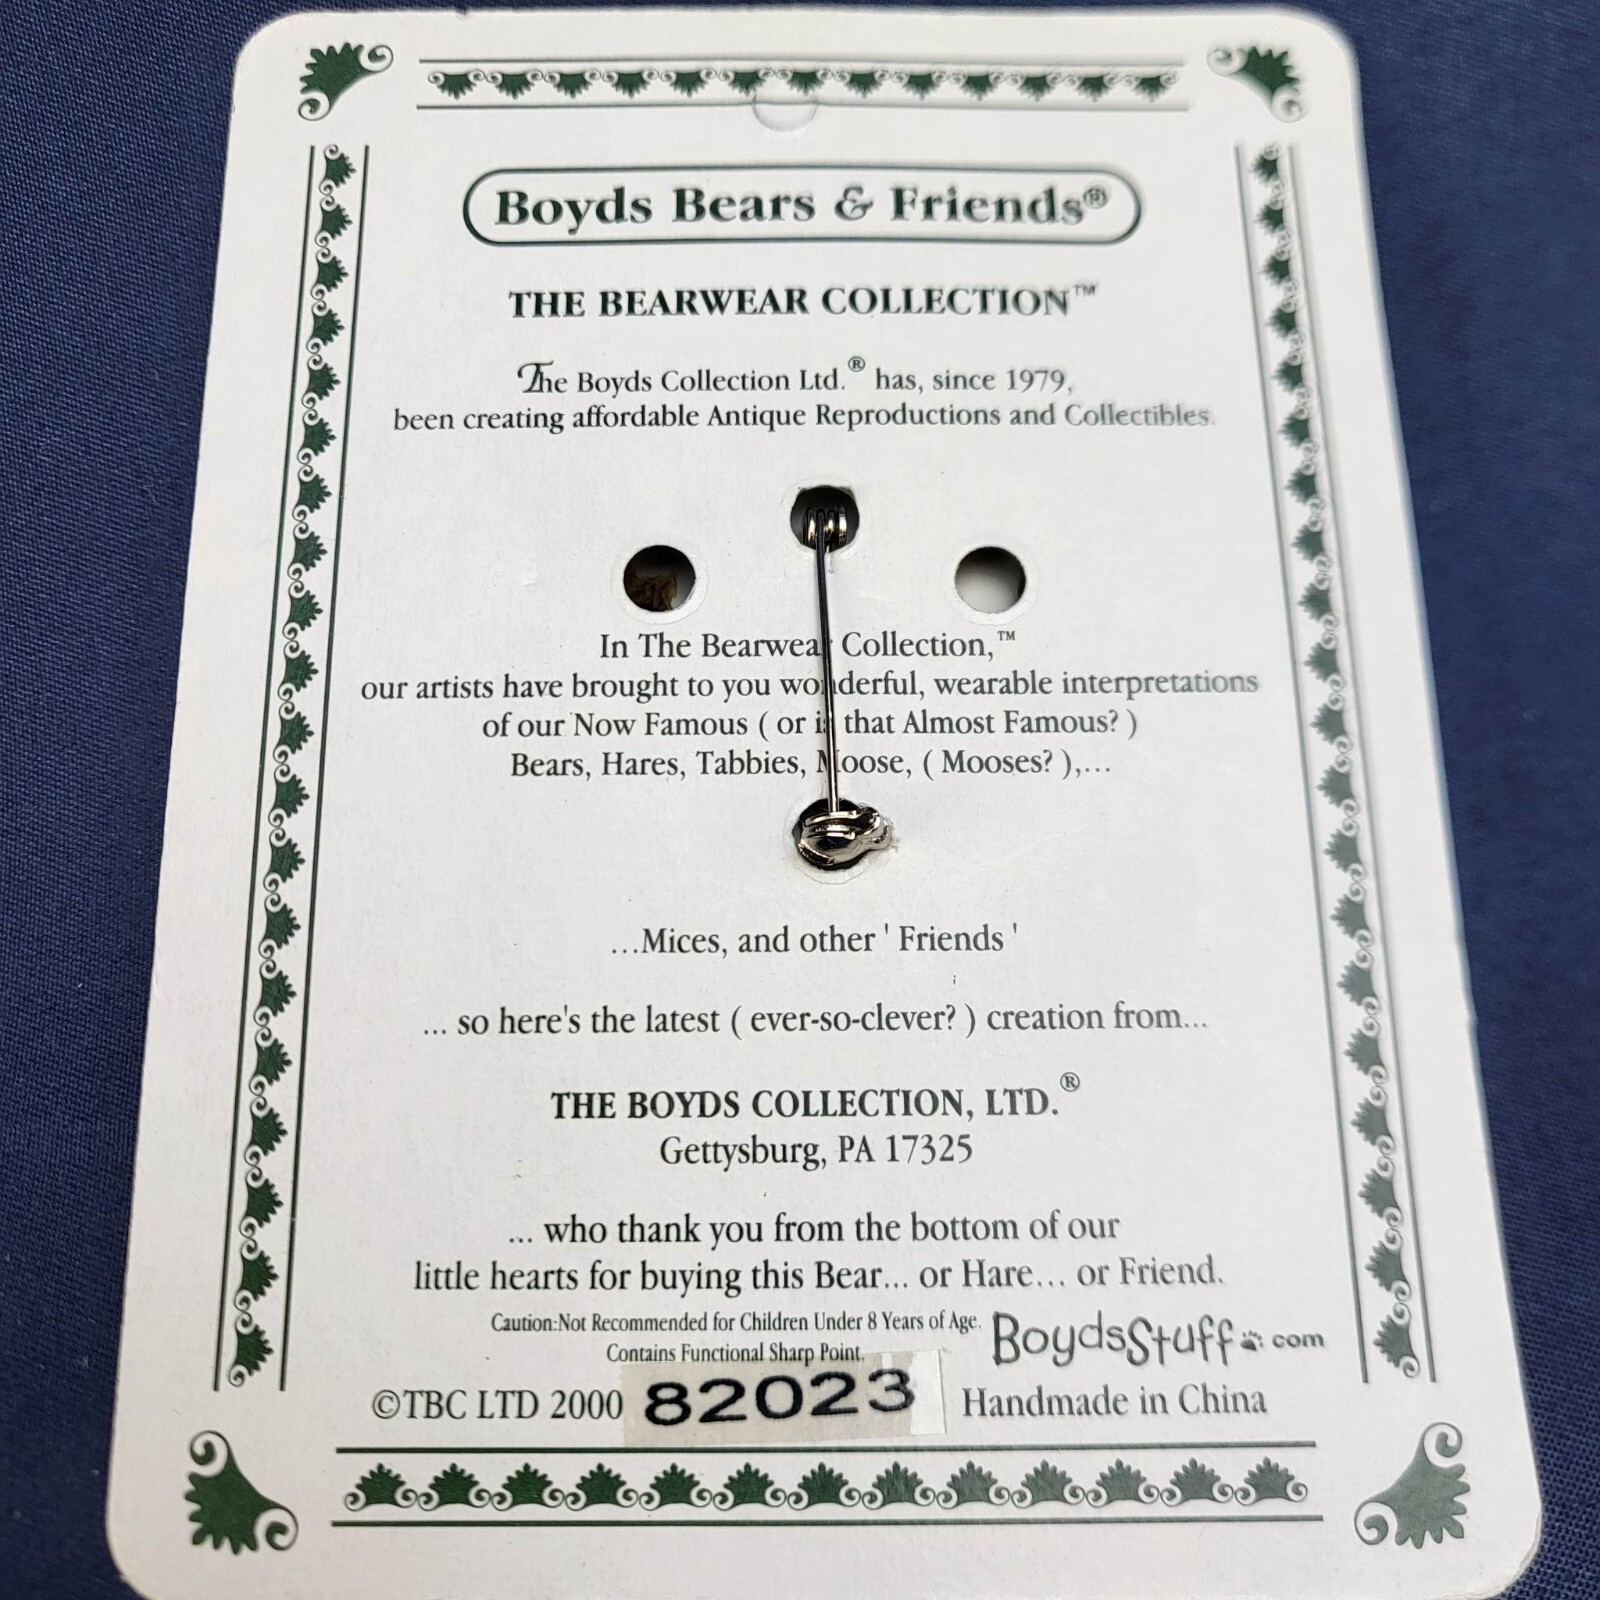 Boyds Bears & Friends®
THE BEARWEAR COLLECTION™
The Boyds Collection Ltd.® has, since 1979,
been creating affordable Antique Reproductions and Collectibles.
In The Bearwear Collection,™
our artists have brought to you wonderful, wearable interpretations
of our Now Famous ( or is that Almost Famous? )
Bears, Hares, Tabbies, Moose, ( Mooses? ),...
...Mices, and other ' Friends '
... so here's the latest ( ever-so-clever? ) creation from...
THE BOYDS COLLECTION, LTD.®
Gettysburg, PA 17325
... who thank you from the bottom of our
little hearts for buying this Bear... or Hare... or Friend.
Caution:Not Recommended for Children Under 8 Years of Age.
Contains Functional Sharp Point.
BoydsStuff.com
©TBC LTD 2000 82023 Handmade in China